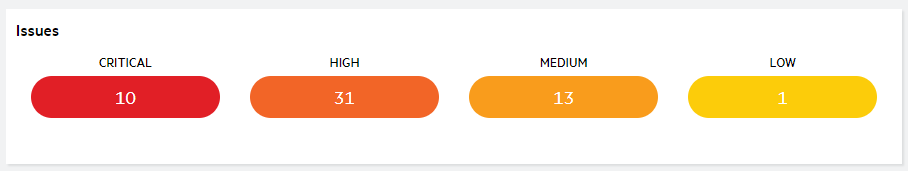 Issues
CRITICAL HIGH MEDIUM LOW
10 31 13 1